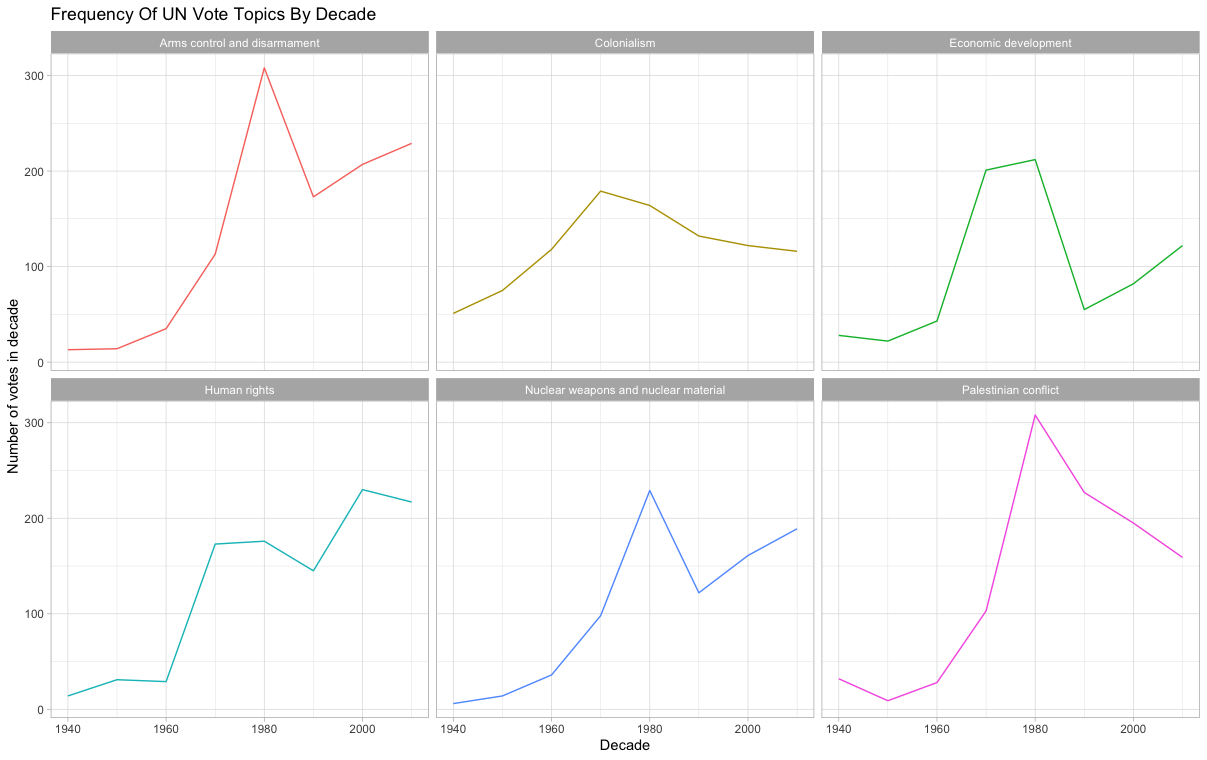 Frequency Of UN Vote Topics By Decade
Arms control and disarmament
Colonialism
Economic development
300
200
100
0
Human rights
Nuclear weapons and nuclear material
Palestinian conflict
300
200
100
0
Number of votes in decade
1940 1960 1980 2000
1940 1960 1980 2000
1940 1960 1980 2000
Decade